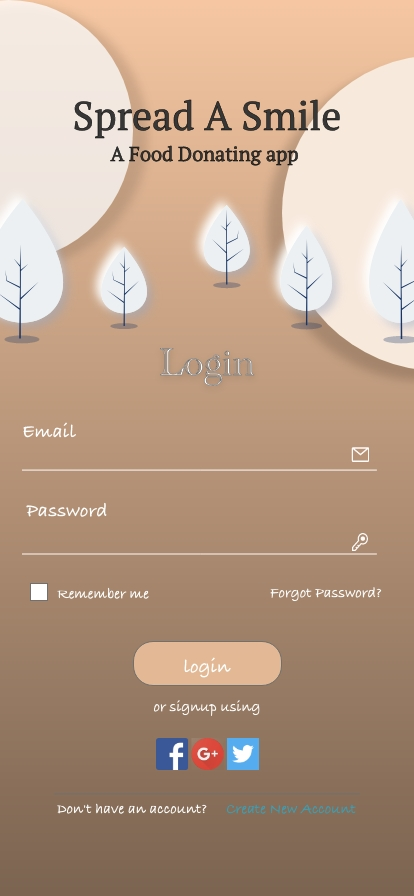 Spread A Smile
A Food Donating app
Login
Email
Password
Remember me Forgot Password?
login
or signup using
f G+
Don't have an account? Create New Account